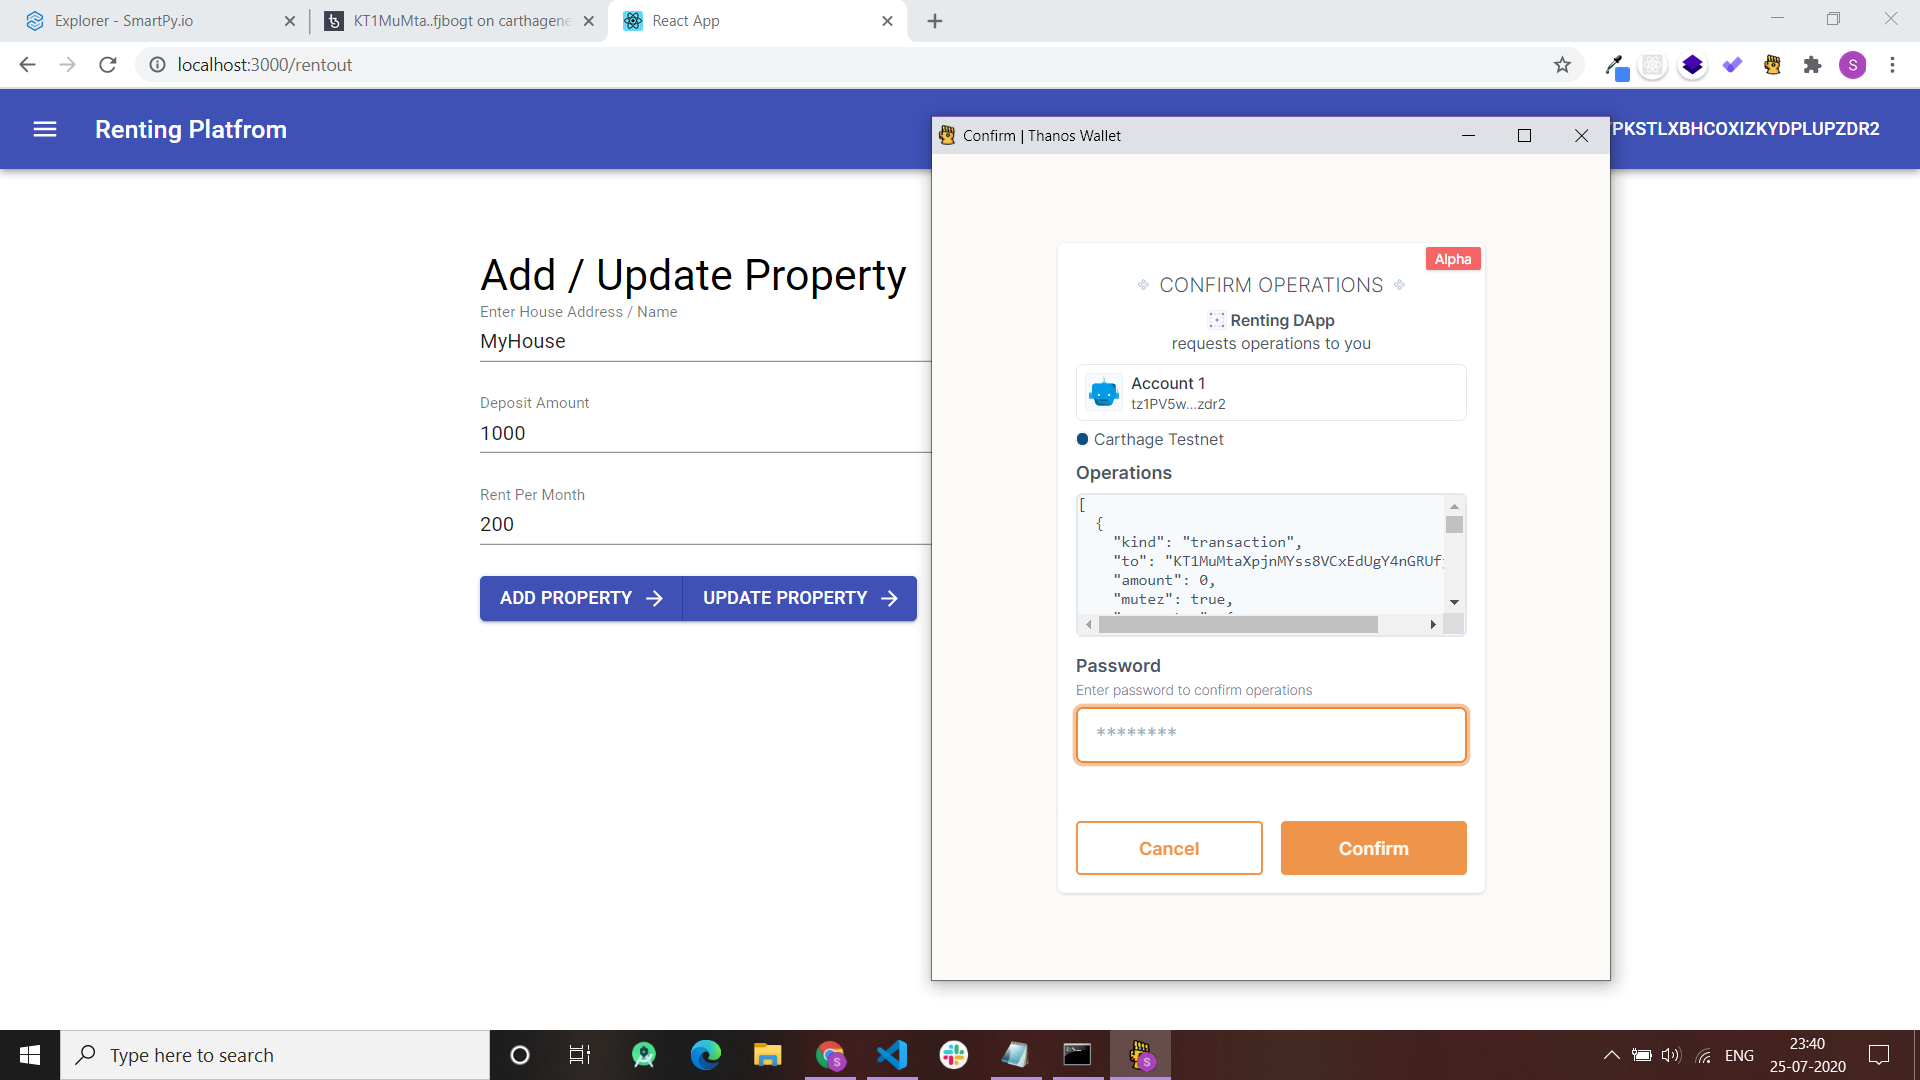 Explorer - SmartPy.io
KT1MuMta..fjbogt on carthagene
React App
localhost:3000/rentout
S
Renting Platfrom
PKSTLXBHCOXIZKYDPLUPZDR2
Add / Update Property
Enter House Address / Name
MyHouse
Deposit Amount
1000
Rent Per Month
200
ADD PROPERTY
UPDATE PROPERTY
Confirm | Thanos Wallet
Alpha
CONFIRM OPERATIONS
Renting DApp
requests operations to you
Account 1
tz1PV5w...zdr2
Carthage Testnet
Operations
[
{
"kind": "transaction",
"to": "KT1MuMtaXpjnMYss8VCxEdUgY4nGRUf
"amount": 0,
"mutez": true,
Password
Enter password to confirm operations
********
Cancel
Confirm
Type here to search
S
S
ENG
23:40
25-07-2020